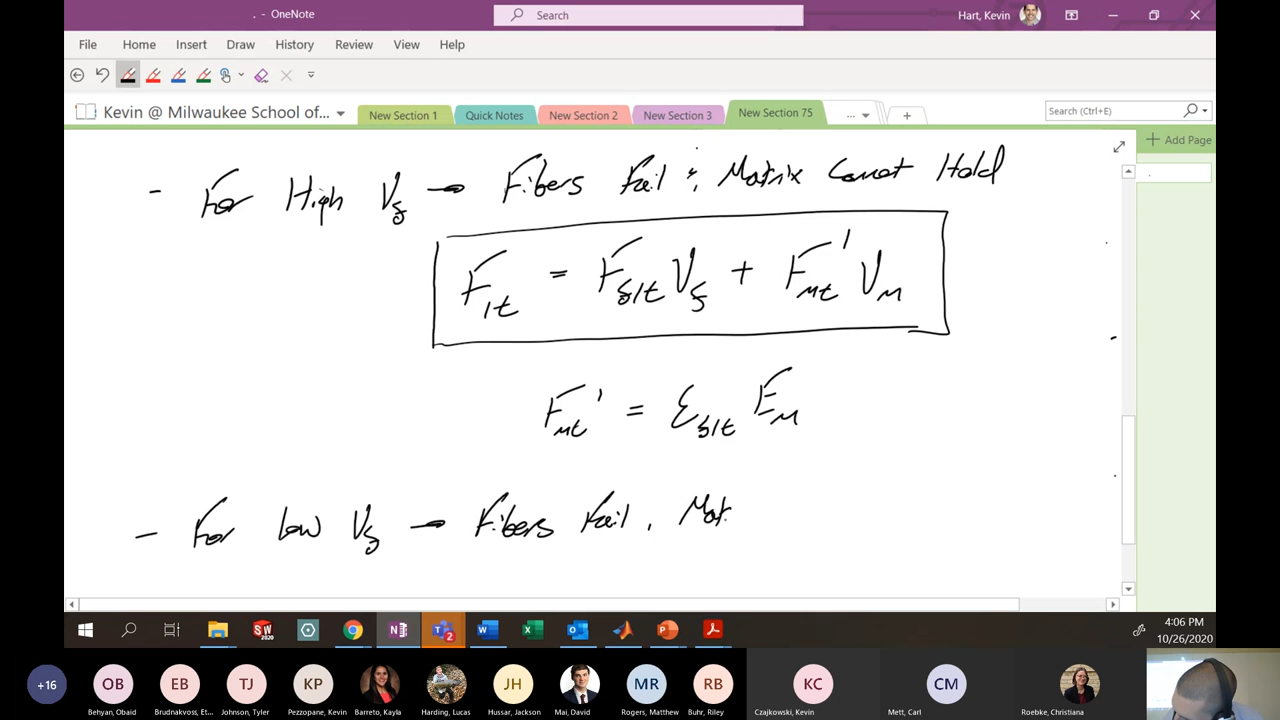 . - OneNote
Search
Hart, Kevin
File Home Insert Draw History Review View Help
Kevin @ Milwaukee School of...
New Section 1
Quick Notes
New Section 2
New Section 3
New Section 75
...
Search (Ctrl+E)
Add Page
.
- For High Vf → Fibers Fail ; Matrix Cannot Hold
F1t = Ff1t Vf + Fmt' Vm
Fmt' = εf1t Em
- For Low Vf → Fibers Fail , Mat
2
4:06 PM
10/26/2020
+16
OB
EB
TJ
KP
JH
MR
RB
KC
CM
Behyan, Obaid
Brudnakvoss, Et...
Johnson, Tyler
Pezzopane, Kevin
Barreto, Kayla
Harding, Lucas
Hussar, Jackson
Mai, David
Rogers, Matthew
Buhr, Riley
Czajkowski, Kevin
Mett, Carl
Roebke, Christiana